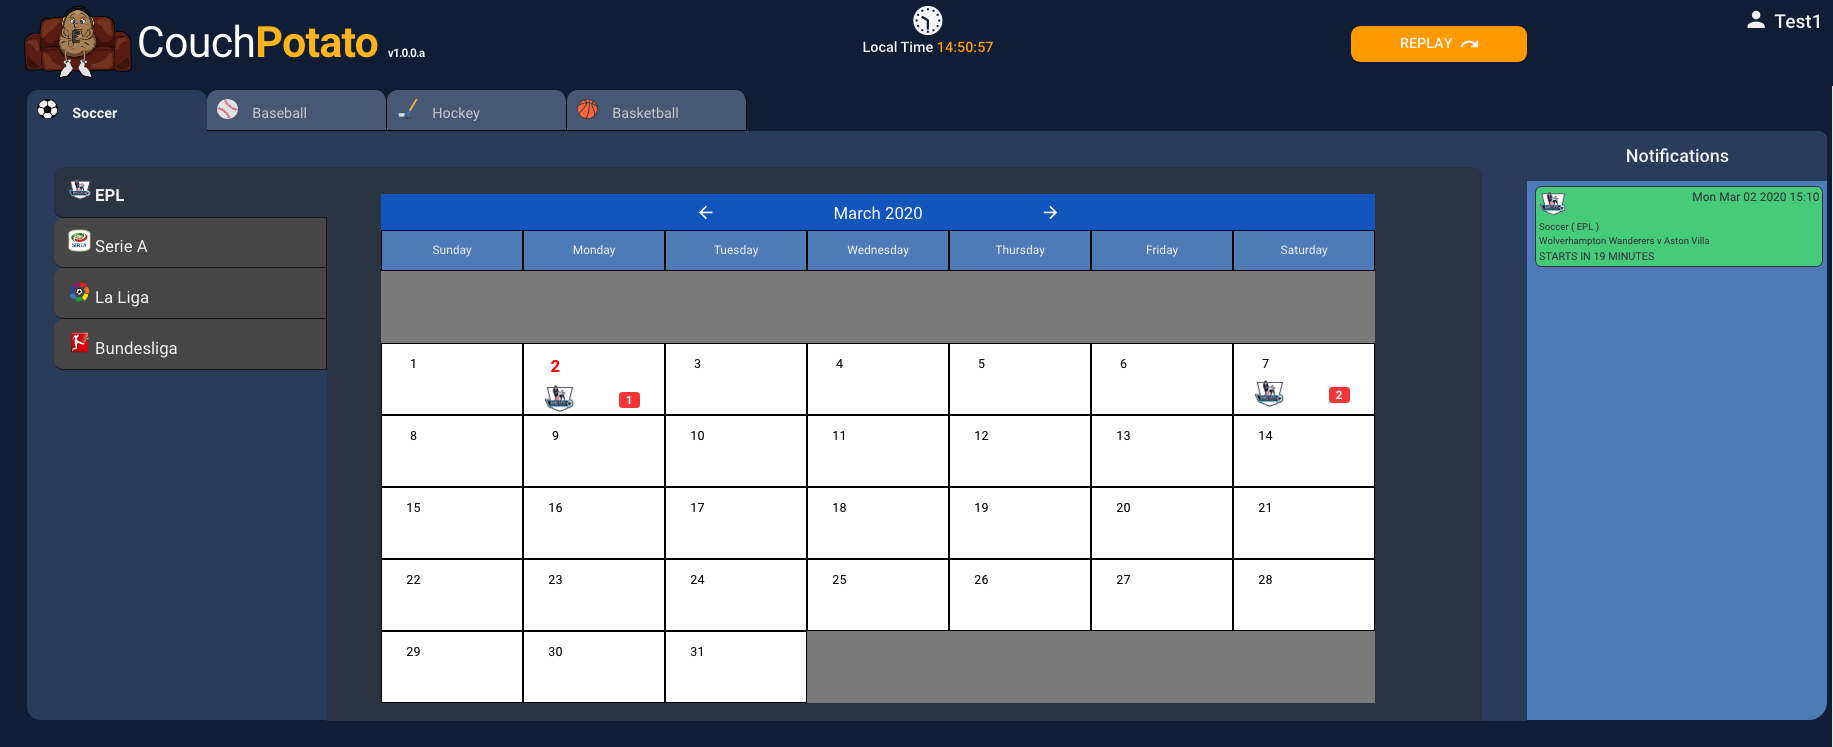 CouchPotato v1.0.0.a
Local Time 14:50:57
REPLAY
Test1
Soccer
Baseball
Hockey
Basketball
EPL
Serie A
La Liga
Bundesliga
March 2020
Sunday Monday Tuesday Wednesday Thursday Friday Saturday
1 2 3 4 5 6 7
1 2
8 9 10 11 12 13 14
15 16 17 18 19 20 21
22 23 24 25 26 27 28
29 30 31
Notifications
Mon Mar 02 2020 15:10
Soccer ( EPL )
Wolverhampton Wanderers v Aston Villa
STARTS IN 19 MINUTES